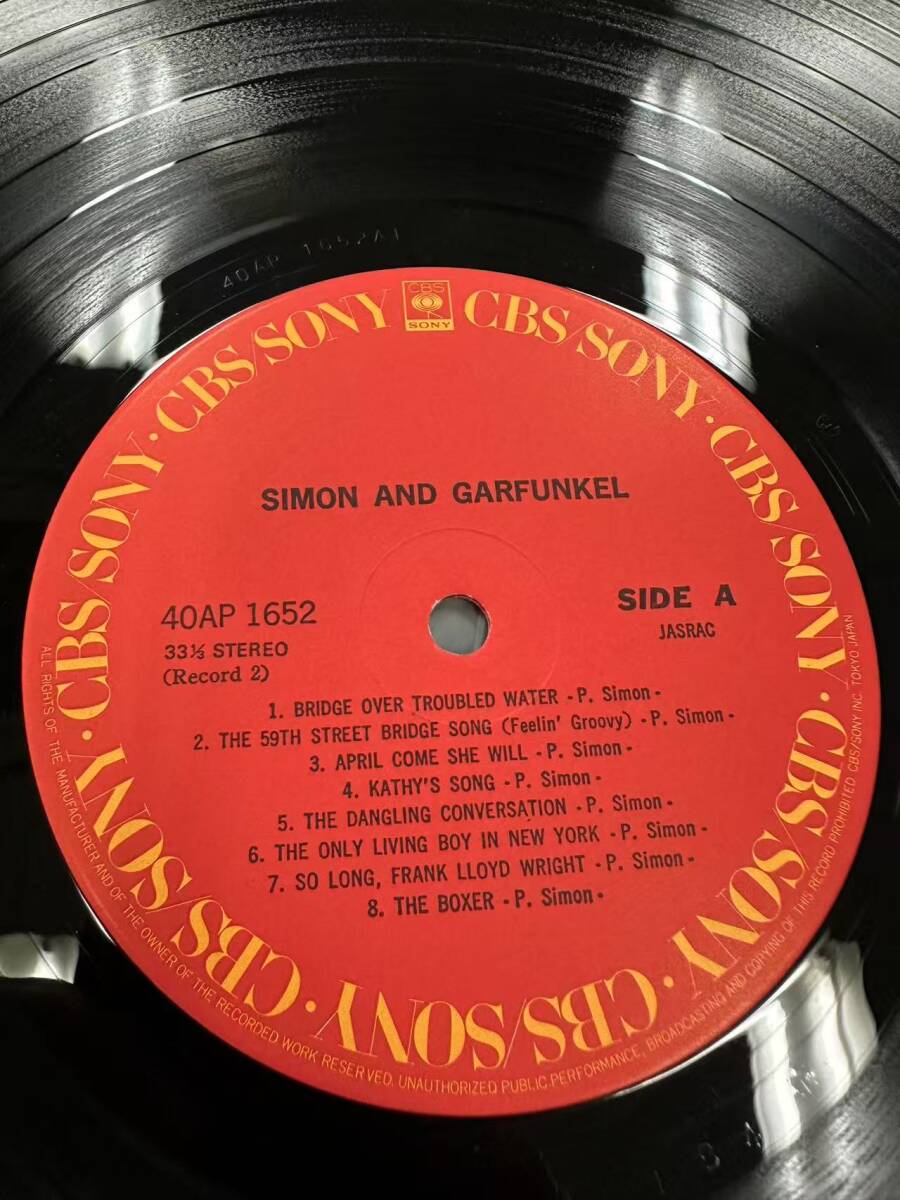 40AP 1652A1
CBS/SONY · CBS/SONY · CBS/SONY · CBS/SONY · CBS/SONY · CBS/SONY · CBS/SONY · CBS/SONY
CBS
SONY
SIMON AND GARFUNKEL
40AP 1652
SIDE A
33⅓ STEREO
JASRAC
(Record 2)
1. BRIDGE OVER TROUBLED WATER - P. Simon -
2. THE 59TH STREET BRIDGE SONG (Feelin' Groovy) - P. Simon -
3. APRIL COME SHE WILL - P. Simon -
4. KATHY'S SONG - P. Simon -
5. THE DANGLING CONVERSATION - P. Simon -
6. THE ONLY LIVING BOY IN NEW YORK - P. Simon -
7. SO LONG, FRANK LLOYD WRIGHT - P. Simon -
8. THE BOXER - P. Simon -
ALL RIGHTS OF THE MANUFACTURER AND OF THE OWNER OF THE RECORDED WORK RESERVED. UNAUTHORIZED PUBLIC PERFORMANCE, BROADCASTING AND COPYING OF THIS RECORD PROHIBITED CBS/SONY INC. TOKYO JAPAN